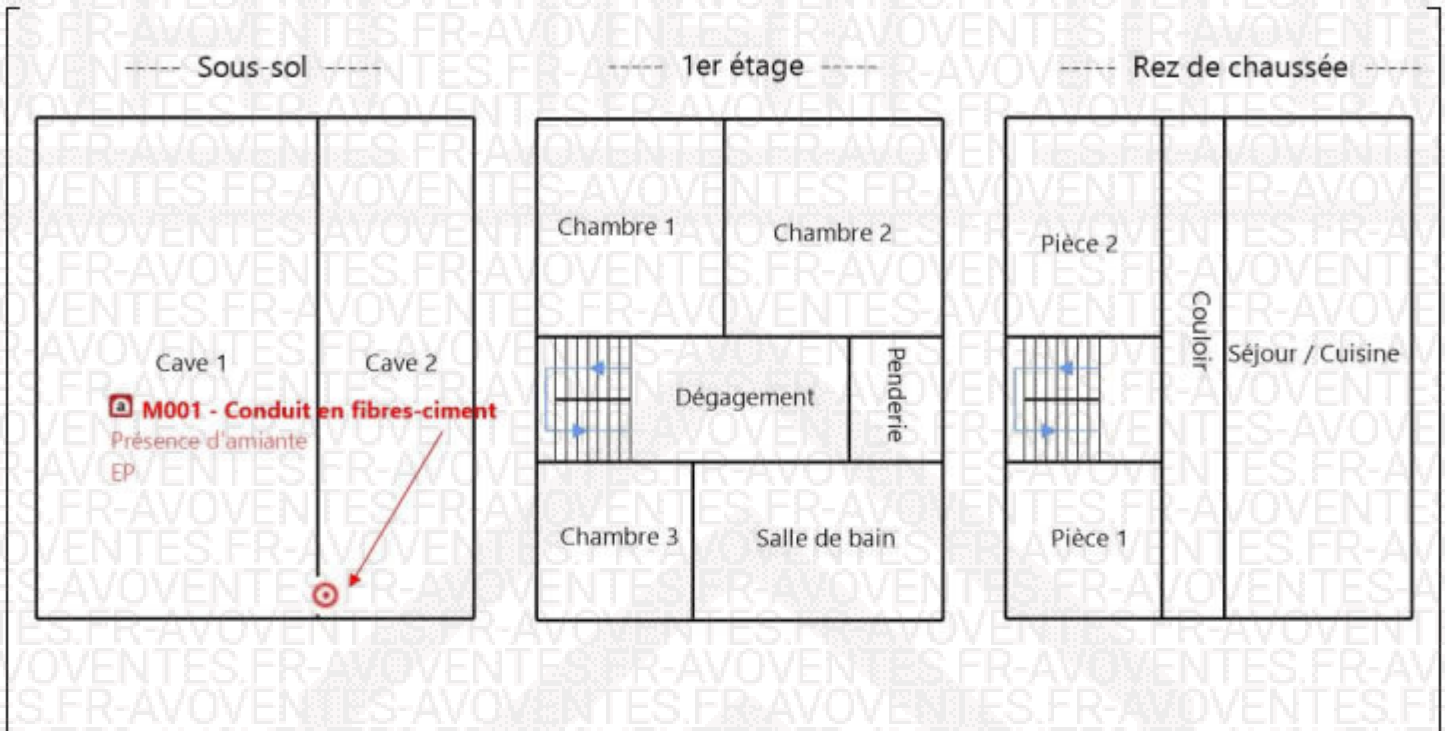 ----- Sous-sol -----
----- 1er étage -----
----- Rez de chaussée -----
Cave 1
Cave 2
a M001 - Conduit en fibres-ciment
Présence d'amiante
EP
Chambre 1
Chambre 2
Dégagement
Penderie
Chambre 3
Salle de bain
Pièce 2
Couloir
Séjour / Cuisine
Pièce 1
AVOVENTES.FR